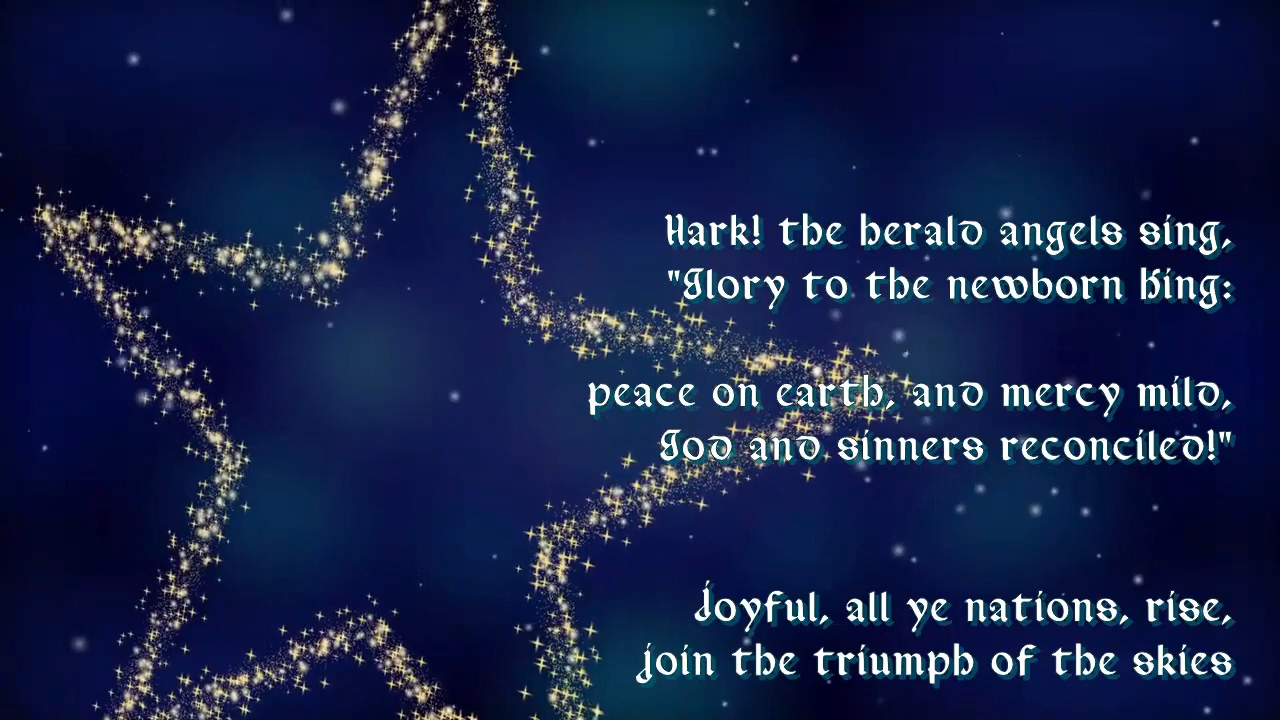 Hark! the herald angels sing,
"Glory to the newborn King:
peace on earth, and mercy mild,
God and sinners reconciled!"
Joyful, all ye nations, rise,
join the triumph of the skies